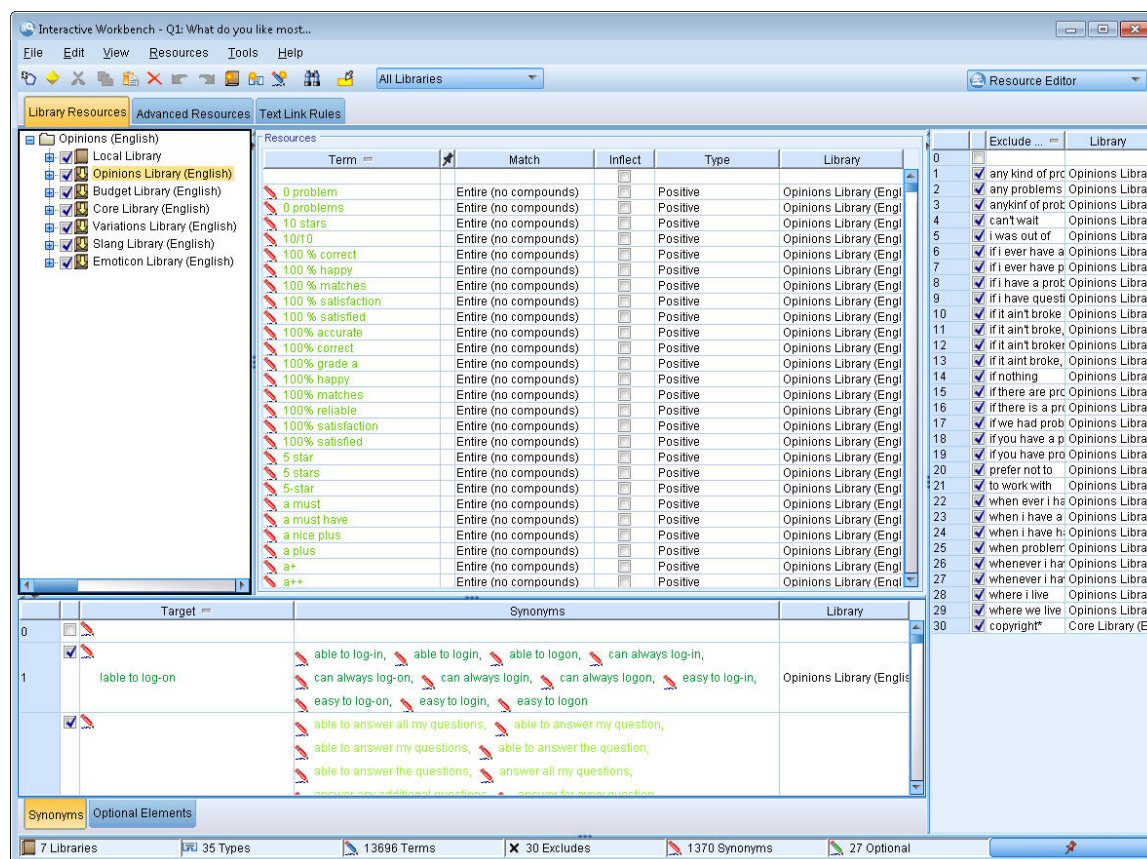 Interactive Workbench - Q1: What do you like most...
File Edit View Resources Tools Help
All Libraries
Resource Editor
Library Resources Advanced Resources Text Link Rules
Opinions (English)
Local Library
Opinions Library (English)
Budget Library (English)
Core Library (English)
Variations Library (English)
Slang Library (English)
Emoticon Library (English)
Resources
Term Match Inflect Type Library
0 problem Entire (no compounds) Positive Opinions Library (Engl
0 problems Entire (no compounds) Positive Opinions Library (Engl
10 stars Entire (no compounds) Positive Opinions Library (Engl
10/10 Entire (no compounds) Positive Opinions Library (Engl
100 % correct Entire (no compounds) Positive Opinions Library (Engl
100 % happy Entire (no compounds) Positive Opinions Library (Engl
100 % matches Entire (no compounds) Positive Opinions Library (Engl
100 % satisfaction Entire (no compounds) Positive Opinions Library (Engl
100 % satisfied Entire (no compounds) Positive Opinions Library (Engl
100% accurate Entire (no compounds) Positive Opinions Library (Engl
100% correct Entire (no compounds) Positive Opinions Library (Engl
100% grade a Entire (no compounds) Positive Opinions Library (Engl
100% happy Entire (no compounds) Positive Opinions Library (Engl
100% matches Entire (no compounds) Positive Opinions Library (Engl
100% reliable Entire (no compounds) Positive Opinions Library (Engl
100% satisfaction Entire (no compounds) Positive Opinions Library (Engl
100% satisfied Entire (no compounds) Positive Opinions Library (Engl
5 star Entire (no compounds) Positive Opinions Library (Engl
5 stars Entire (no compounds) Positive Opinions Library (Engl
5-star Entire (no compounds) Positive Opinions Library (Engl
a must Entire (no compounds) Positive Opinions Library (Engl
a must have Entire (no compounds) Positive Opinions Library (Engl
a nice plus Entire (no compounds) Positive Opinions Library (Engl
a plus Entire (no compounds) Positive Opinions Library (Engl
a+ Entire (no compounds) Positive Opinions Library (Engl
a++ Entire (no compounds) Positive Opinions Library (Engl
Exclude ... Library
0
1 any kind of prc Opinions Libra
2 any problems Opinions Libra
3 anykinf of prob Opinions Libra
4 can't wait Opinions Libra
5 i was out of Opinions Libra
6 if i ever have a Opinions Libra
7 if i ever have p Opinions Libra
8 if i have a prob Opinions Libra
9 if i have questi Opinions Libra
10 if it ain't broke Opinions Libra
11 if it ain't broke, Opinions Libra
12 if it ain't broker Opinions Libra
13 if it aint broke, Opinions Libra
14 if nothing Opinions Libra
15 if there are prc Opinions Libra
16 if there is a prc Opinions Libra
17 if we had prob Opinions Libra
18 if you have a p Opinions Libra
19 if you have pro Opinions Libra
20 prefer not to Opinions Libra
21 to work with Opinions Libra
22 when ever i ha Opinions Libra
23 when i have a Opinions Libra
24 when i have h Opinions Libra
25 when problem Opinions Libra
26 whenever i ha Opinions Libra
27 whenever i ha Opinions Libra
28 where i live Opinions Libra
29 where we live Opinions Libra
30 copyright* Core Library (E
Target Synonyms Library
0
able to log-in, able to login, able to logon, can always log-in,
1 !able to log-on can always log-on, can always login, can always logon, easy to log-in, Opinions Library (Englis
easy to log-on, easy to login, easy to logon
able to answer all my questions, able to answer my question,
able to answer my questions, able to answer the question,
able to answer the questions, answer all my questions,
answer any additional questions, answer for every question,
Synonyms Optional Elements
7 Libraries 35 Types 13696 Terms 30 Excludes 1370 Synonyms 27 Optional